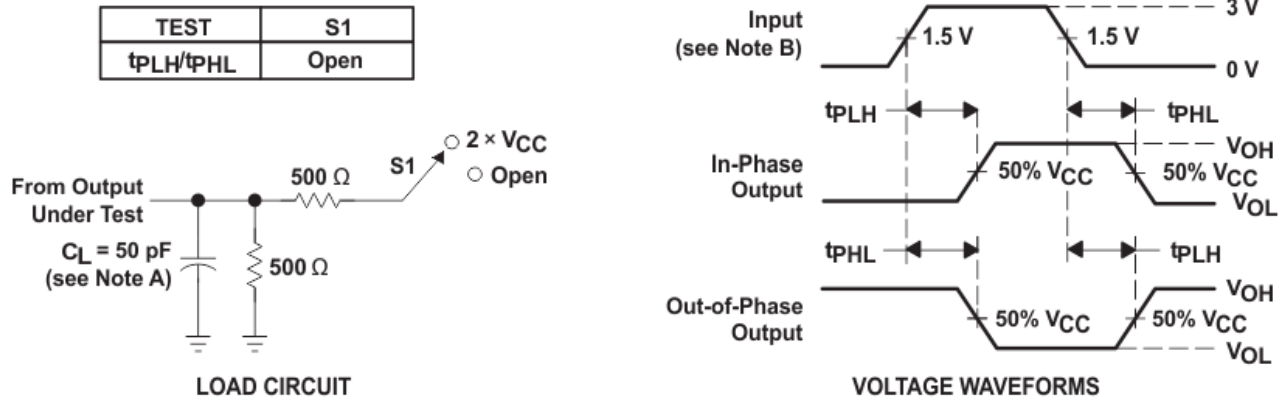 TEST S1
tPLH/tPHL Open
2 × VCC
S1
Open
500 Ω
From Output
Under Test
CL = 50 pF
(see Note A)
500 Ω
LOAD CIRCUIT
Input
(see Note B)
3 V
1.5 V 1.5 V
0 V
tPLH tPHL
In-Phase
Output
VOH
50% VCC 50% VCC
VOL
tPHL tPLH
Out-of-Phase
Output
VOH
50% VCC 50% VCC
VOL
VOLTAGE WAVEFORMS